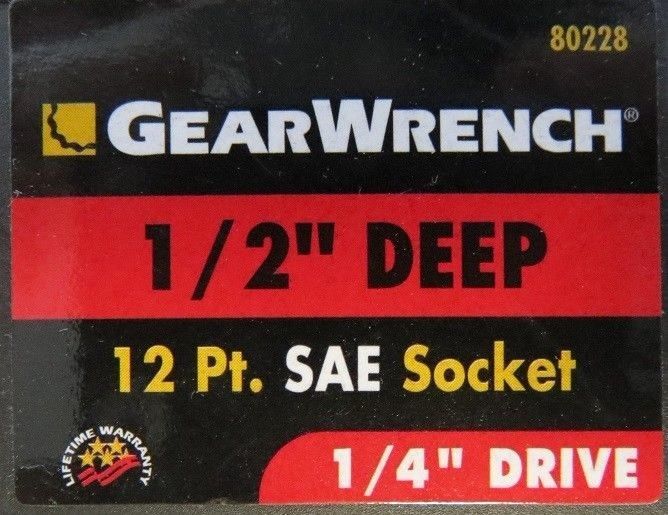 80228
GEARWRENCH®
1/2" DEEP
12 Pt. SAE Socket
LIFETIME WARRANTY
1/4" DRIVE